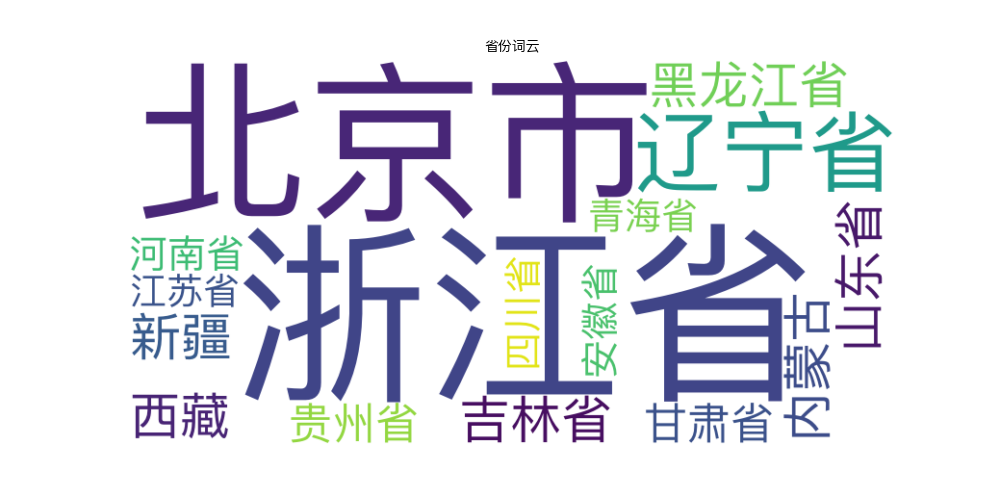 省份词云
黑龙江省
北京市
辽宁省
青海省
山东省
河南省
浙江省
江苏省
四川省
安徽省
新疆
内蒙古
西藏
贵州省
吉林省
甘肃省